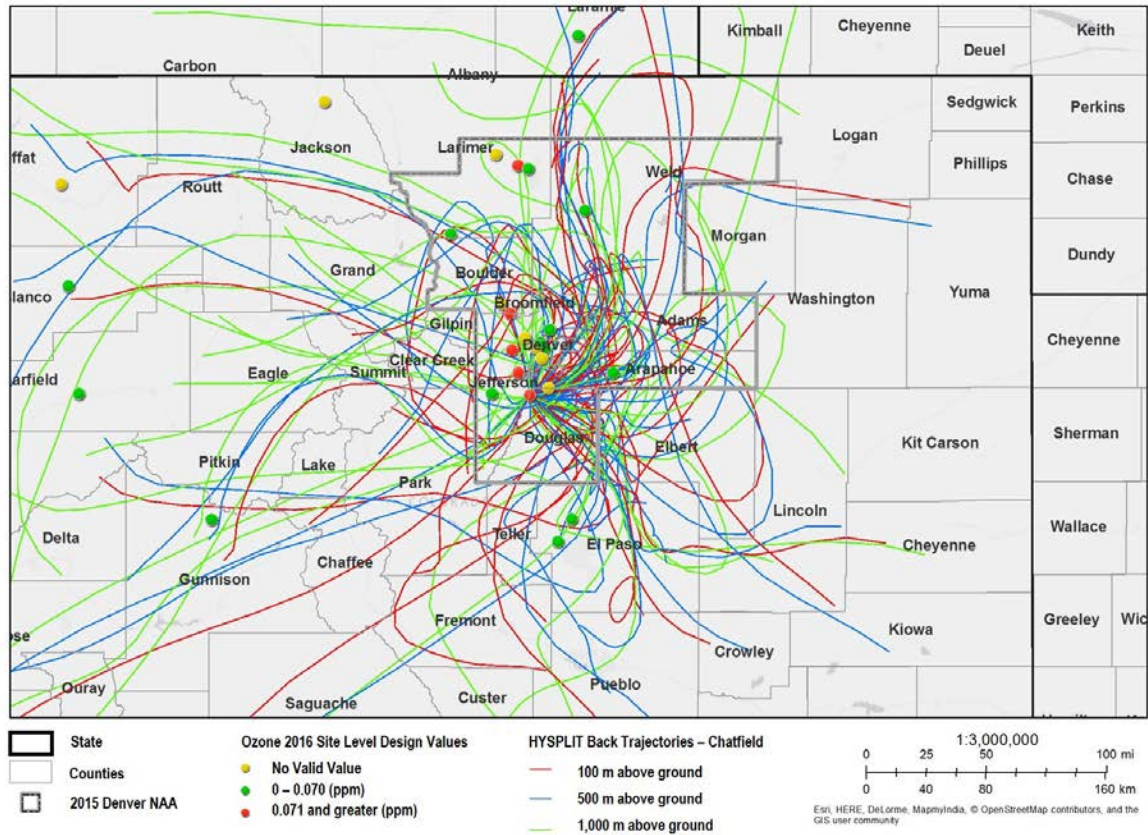 Laramie
Kimball
Cheyenne
Keith
Deuel
Carbon
Albany
Sedgwick
Perkins
Logan
ffat
Jackson
Larimer
Weld
Phillips
Chase
Routt
Morgan
Dundy
Grand
Boulder
lanco
Broomfield
Washington
Yuma
Gilpin
Adams
Denver
Cheyenne
Clear Creek
arfield
Eagle
Summit
Jefferson
Arapahoe
Douglas
Elbert
Kit Carson
Sherman
Pitkin
Lake
Park
Lincoln
Wallace
Delta
Teller
El Paso
Cheyenne
Chaffee
Gunnison
Fremont
Greeley
Wic
ose
Kiowa
Crowley
Ouray
Saguache
Custer
Pueblo
State
Counties
2015 Denver NAA
Ozone 2016 Site Level Design Values
No Valid Value
0 – 0.070 (ppm)
0.071 and greater (ppm)
HYSPLIT Back Trajectories – Chatfield
100 m above ground
500 m above ground
1,000 m above ground
1:3,000,000
0 25 50 100 mi
0 40 80 160 km
Esri, HERE, DeLorme, MapmyIndia, © OpenStreetMap contributors, and the
GIS user community